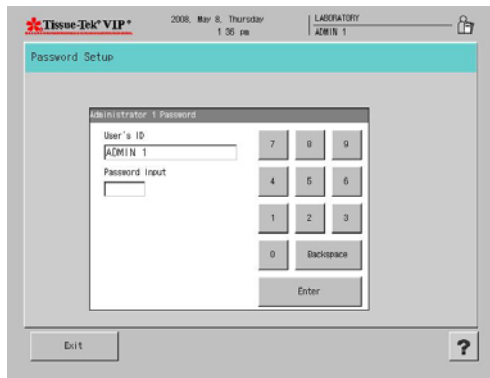 Tissue-Tek® VIP®
2008, May 8, Thursday
1 36 pm
LABORATORY
ADMIN 1
Password Setup
Administrator 1 Password
User's ID
ADMIN 1
Password Input
7 8 9
4 5 6
1 2 3
0 Backspace
Enter
Exit
?